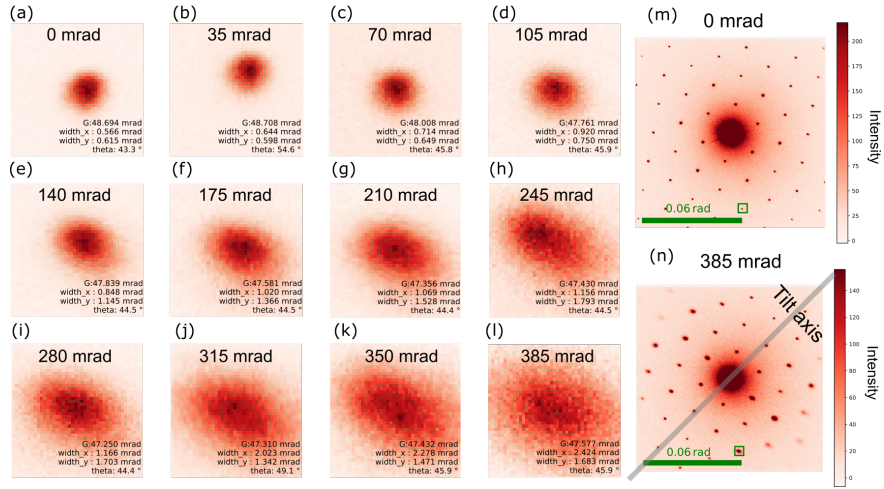 (a)
0 mrad
G:48.694 mrad
width_x : 0.566 mrad
width_y : 0.615 mrad
theta: 43.3 °
(b)
35 mrad
G:48.708 mrad
width_x : 0.644 mrad
width_y : 0.598 mrad
theta: 54.6 °
(c)
70 mrad
G:48.008 mrad
width_x : 0.714 mrad
width_y : 0.649 mrad
theta: 45.8 °
(d)
105 mrad
G:47.761 mrad
width_x : 0.920 mrad
width_y : 0.750 mrad
theta: 45.9 °
(e)
140 mrad
G:47.839 mrad
width_x : 0.848 mrad
width_y : 1.145 mrad
theta: 44.5 °
(f)
175 mrad
G:47.581 mrad
width_x : 1.020 mrad
width_y : 1.366 mrad
theta: 44.5 °
(g)
210 mrad
G:47.356 mrad
width_x : 1.069 mrad
width_y : 1.528 mrad
theta: 44.4 °
(h)
245 mrad
G:47.430 mrad
width_x : 1.156 mrad
width_y : 1.793 mrad
theta: 44.5 °
(i)
280 mrad
G:47.250 mrad
width_x : 1.166 mrad
width_y : 1.703 mrad
theta: 44.4 °
(j)
315 mrad
G:47.310 mrad
width_x : 2.023 mrad
width_y : 1.342 mrad
theta: 49.1 °
(k)
350 mrad
G:47.432 mrad
width_x : 2.278 mrad
width_y : 1.471 mrad
theta: 45.9 °
(l)
385 mrad
G:47.577 mrad
width_x : 2.424 mrad
width_y : 1.683 mrad
theta: 45.9 °
(m)
0 mrad
0.06 rad
200
175
150
125
100
75
50
25
0
Intensity
(n)
385 mrad
Tilt axis
0.06 rad
140
120
100
80
60
40
20
0
Intensity